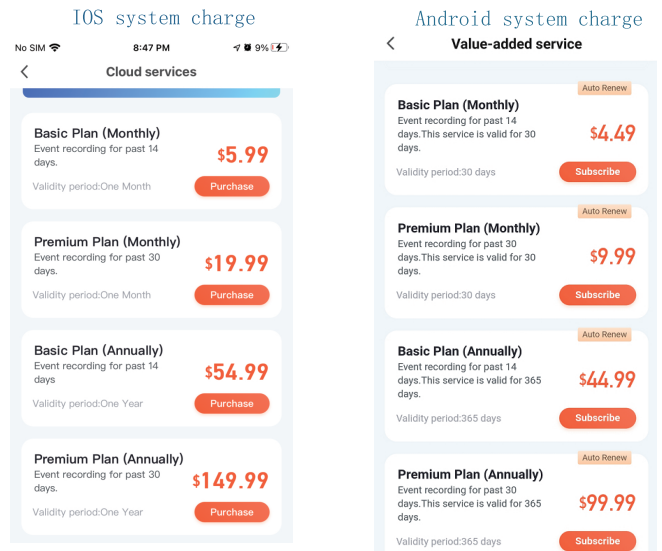 IOS system charge
No SIM 8:47 PM 9%
Cloud services
Basic Plan (Monthly)
Event recording for past 14
days.
$5.99
Validity period:One Month
Purchase
Premium Plan (Monthly)
Event recording for past 30
days.
$19.99
Validity period:One Month
Purchase
Basic Plan (Annually)
Event recording for past 14
days
$54.99
Validity period:One Year
Purchase
Premium Plan (Annually)
Event recording for past 30
days.
$149.99
Validity period:One Year
Purchase
Android system charge
Value-added service
Auto Renew
Basic Plan (Monthly)
Event recording for past 14
days.This service is valid for 30
days.
$4.49
Validity period:30 days
Subscribe
Auto Renew
Premium Plan (Monthly)
Event recording for past 30
days.This service is valid for 30
days.
$9.99
Validity period:30 days
Subscribe
Auto Renew
Basic Plan (Annually)
Event recording for past 14
days.This service is valid for 365
days.
$44.99
Validity period:365 days
Subscribe
Auto Renew
Premium Plan (Annually)
Event recording for past 30
days.This service is valid for 365
days.
$99.99
Validity period:365 days
Subscribe